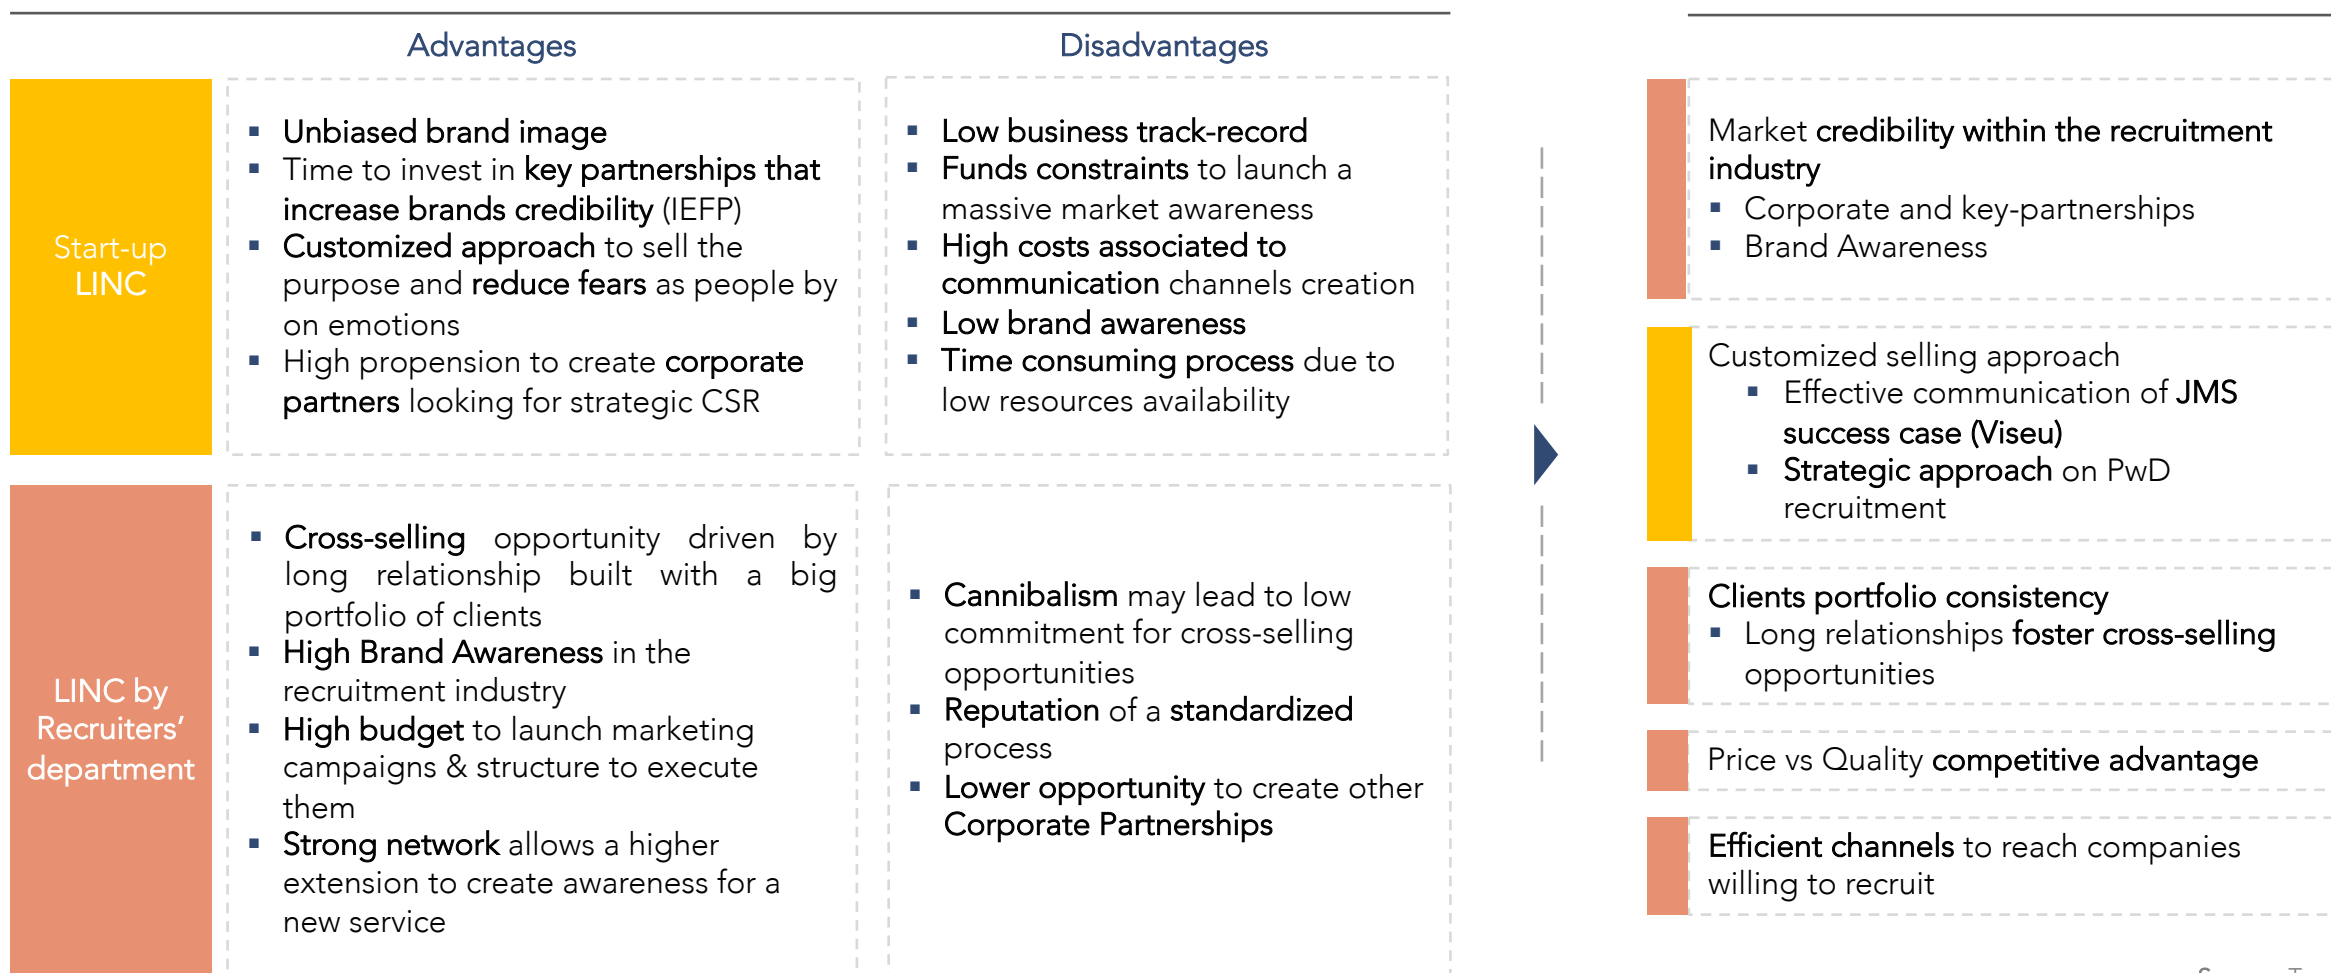 Advantages
Disadvantages
Start-up
LINC
▪ Unbiased brand image
▪ Time to invest in key partnerships that
increase brands credibility (IEFP)
▪ Customized approach to sell the
purpose and reduce fears as people by
on emotions
▪ High propension to create corporate
partners looking for strategic CSR
▪ Low business track-record
▪ Funds constraints to launch a
massive market awareness
▪ High costs associated to
communication channels creation
▪ Low brand awareness
▪ Time consuming process due to
low resources availability
LINC by
Recruiters’
department
▪ Cross-selling opportunity driven by
long relationship built with a big
portfolio of clients
▪ High Brand Awareness in the
recruitment industry
▪ High budget to launch marketing
campaigns & structure to execute
them
▪ Strong network allows a higher
extension to create awareness for a
new service
▪ Cannibalism may lead to low
commitment for cross-selling
opportunities
▪ Reputation of a standardized
process
▪ Lower opportunity to create other
Corporate Partnerships
Market credibility within the recruitment
industry
▪ Corporate and key-partnerships
▪ Brand Awareness
Customized selling approach
▪ Effective communication of JMS
success case (Viseu)
▪ Strategic approach on PwD
recruitment
Clients portfolio consistency
▪ Long relationships foster cross-selling
opportunities
Price vs Quality competitive advantage
Efficient channels to reach companies
willing to recruit